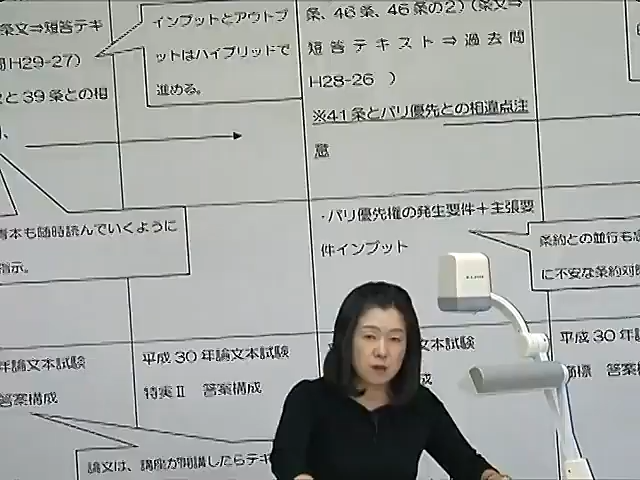 条文⇒短答テキ
H29-27)
と39条との相
インプットとアウトプ
ットはハイブリッドで
進める。
条、46条、46条の2)(条文⇒
短答テキスト⇒過去問
H28-26 )
※41条とパリ優先との相違点注
意
本も随時読んでいくように
指示。
・パリ優先権の発生要件+主張要
件インプット
条約との並行も
に不安な条約対
年論文本試験
答案構成
平成30年論文本試験
特実Ⅱ 答案構成
文本試験
成
平成30年
商標 答案構
論文は、講座が開講したらテキ